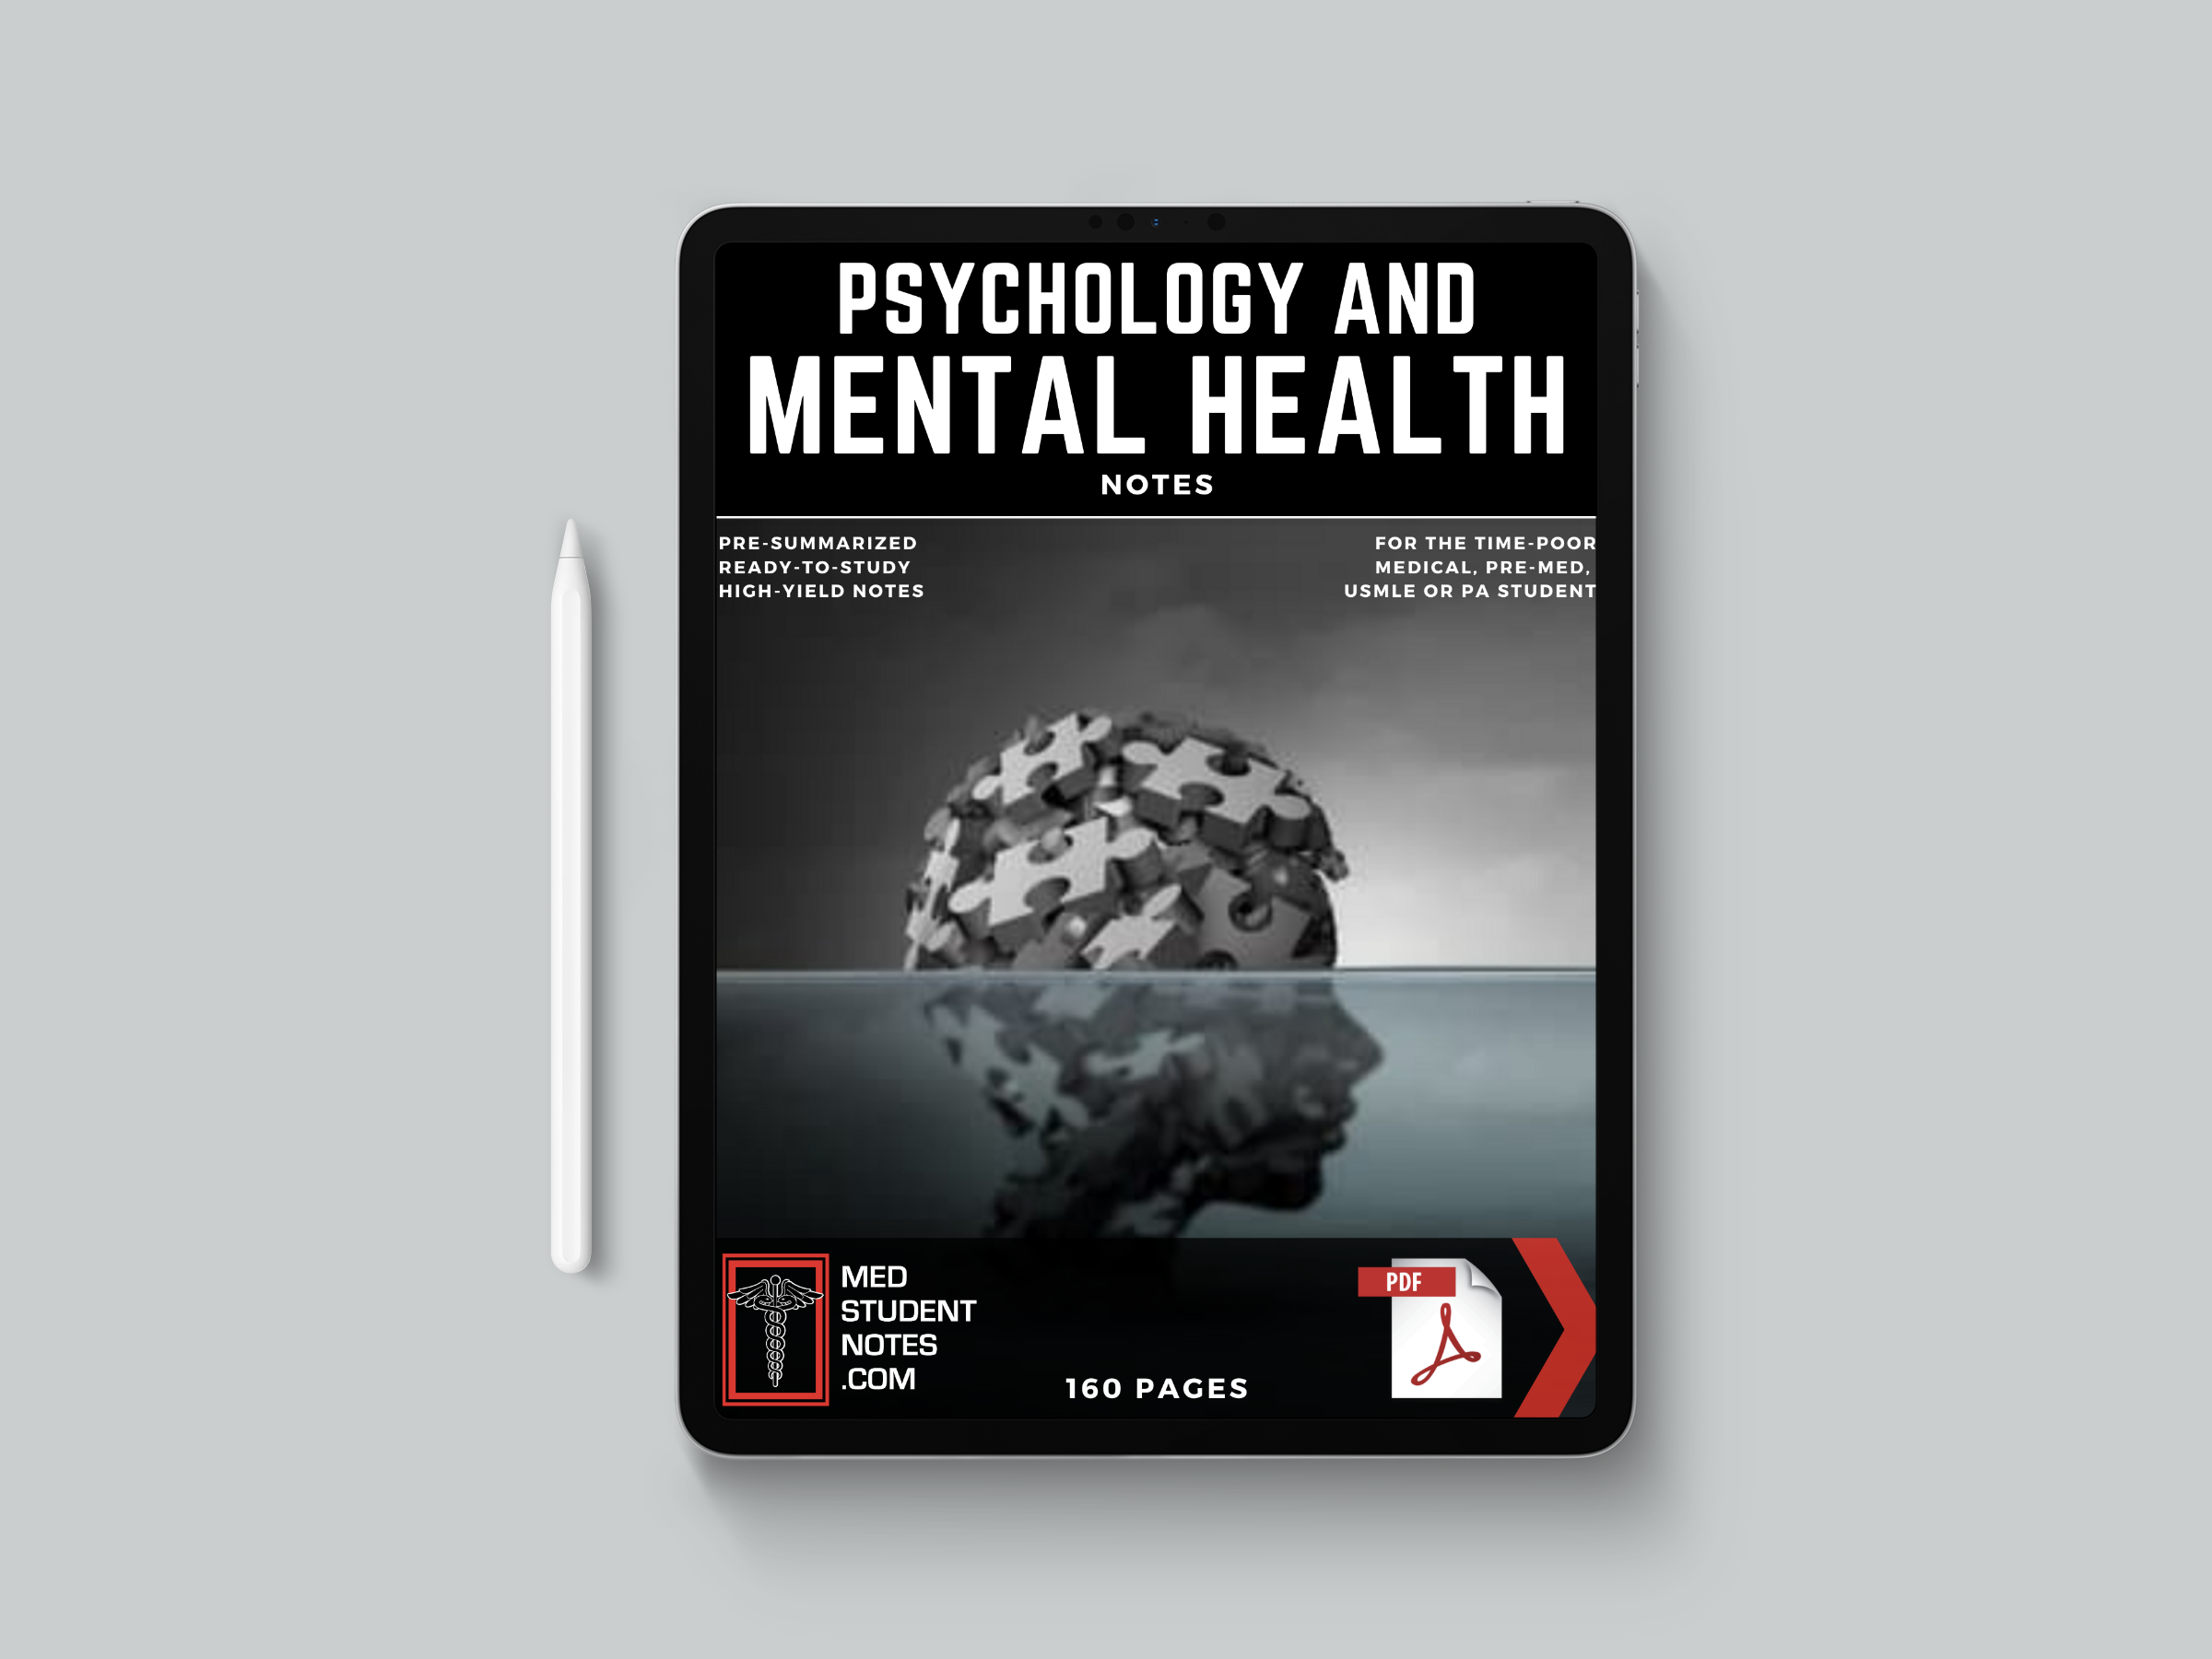 PSYCHOLOGY AND
MENTAL HEALTH
NOTES
PRE-SUMMARIZED
READY-TO-STUDY
HIGH-YIELD NOTES
FOR THE TIME-POOR
MEDICAL, PRE-MED,
USMLE OR PA STUDENT
MED
STUDENT
NOTES
.COM
160 PAGES
PDF